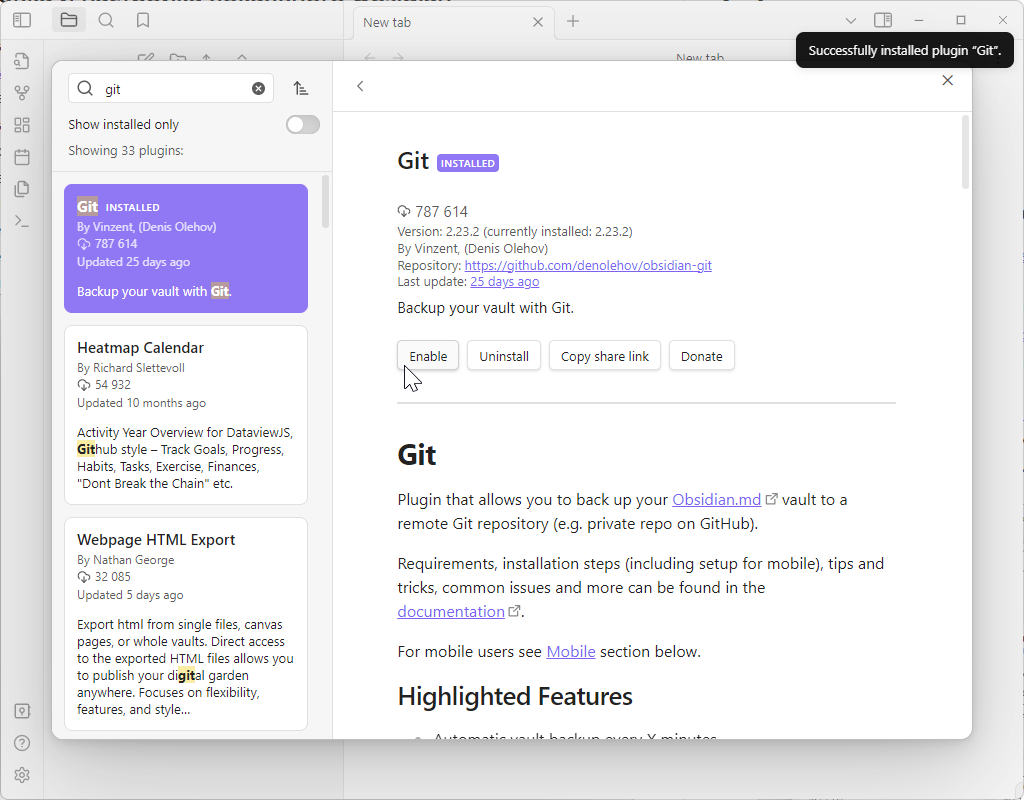 New tab
New tab
Successfully installed plugin “Git”.
git
Show installed only
Showing 33 plugins:
Git INSTALLED
By Vinzent, (Denis Olehov)
787 614
Updated 25 days ago
Backup your vault with Git.
Heatmap Calendar
By Richard Slettevoll
54 932
Updated 10 months ago
Activity Year Overview for DataviewJS,
Github style – Track Goals, Progress,
Habits, Tasks, Exercise, Finances,
"Dont Break the Chain" etc.
Webpage HTML Export
By Nathan George
32 085
Updated 5 days ago
Export html from single files, canvas
pages, or whole vaults. Direct access
to the exported HTML files allows you
to publish your digital garden
anywhere. Focuses on flexibility,
features, and style...
Git INSTALLED
787 614
Version: 2.23.2 (currently installed: 2.23.2)
By Vinzent, (Denis Olehov)
Repository: https://github.com/denolehov/obsidian-git
Last update: 25 days ago
Backup your vault with Git.
Enable Uninstall Copy share link Donate
Git
Plugin that allows you to back up your Obsidian.md vault to a
remote Git repository (e.g. private repo on GitHub).
Requirements, installation steps (including setup for mobile), tips and
tricks, common issues and more can be found in the
documentation.
For mobile users see Mobile section below.
Highlighted Features
Automatic vault backup every X minutes